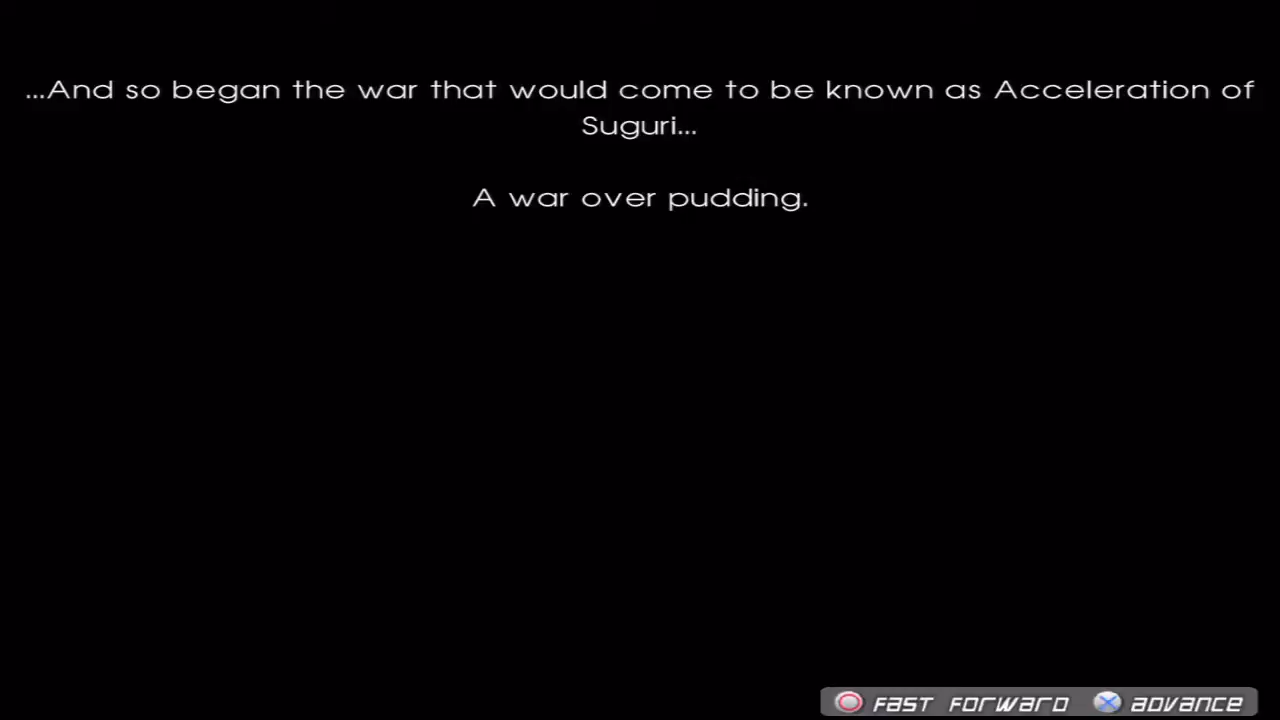 ...And so began the war that would come to be known as Acceleration of
Suguri...
A war over pudding.
FAST FORWARD ADVANCE